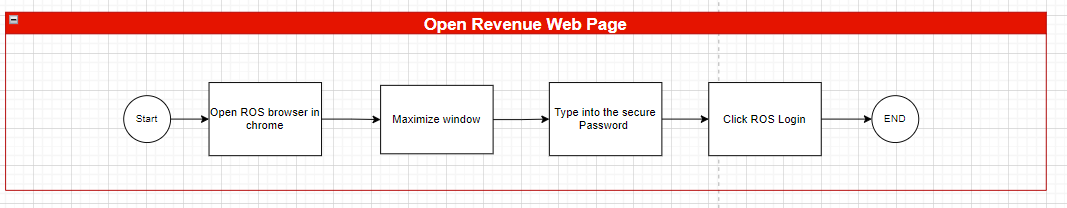 Open Revenue Web Page
Start
Open ROS browser in
chrome
Maximize window
Type into the secure
Password
Click ROS Login
END